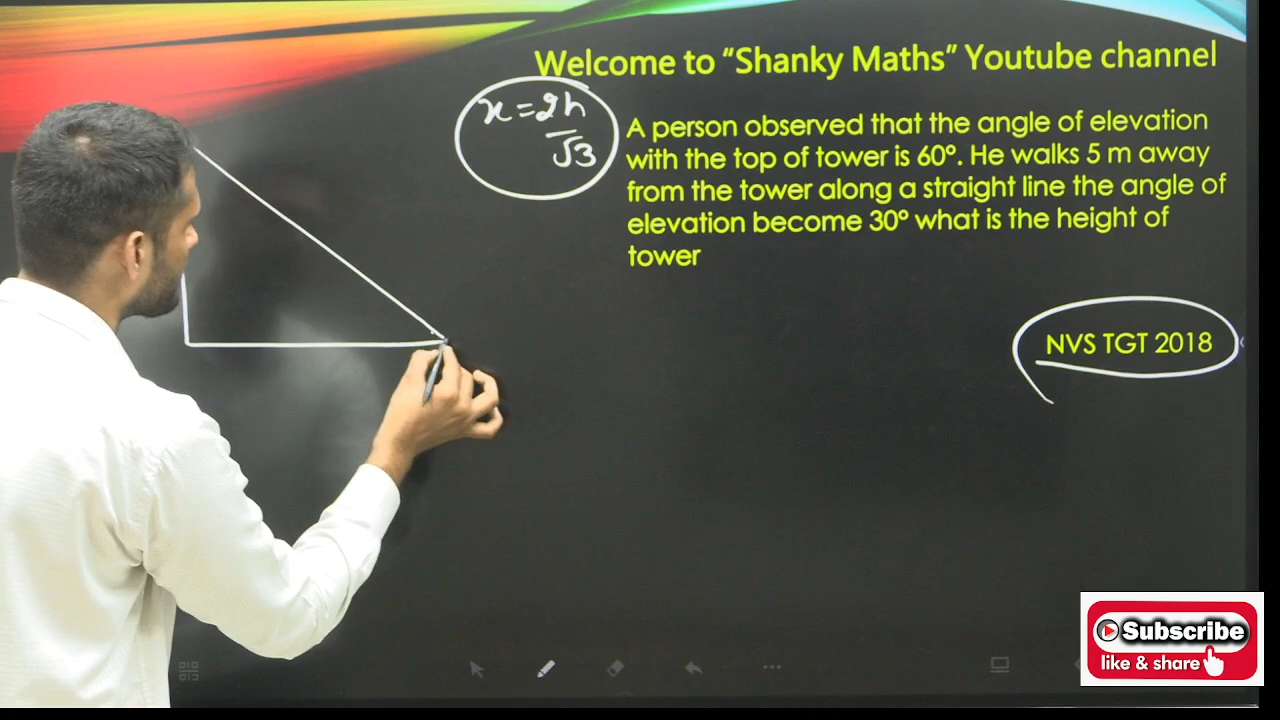 Welcome to “Shanky Maths” Youtube channel
x = 2h
√3
A person observed that the angle of elevation
with the top of tower is 60°. He walks 5 m away
from the tower along a straight line the angle of
elevation become 30° what is the height of
tower
NVS TGT 2018
Subscribe
like & share